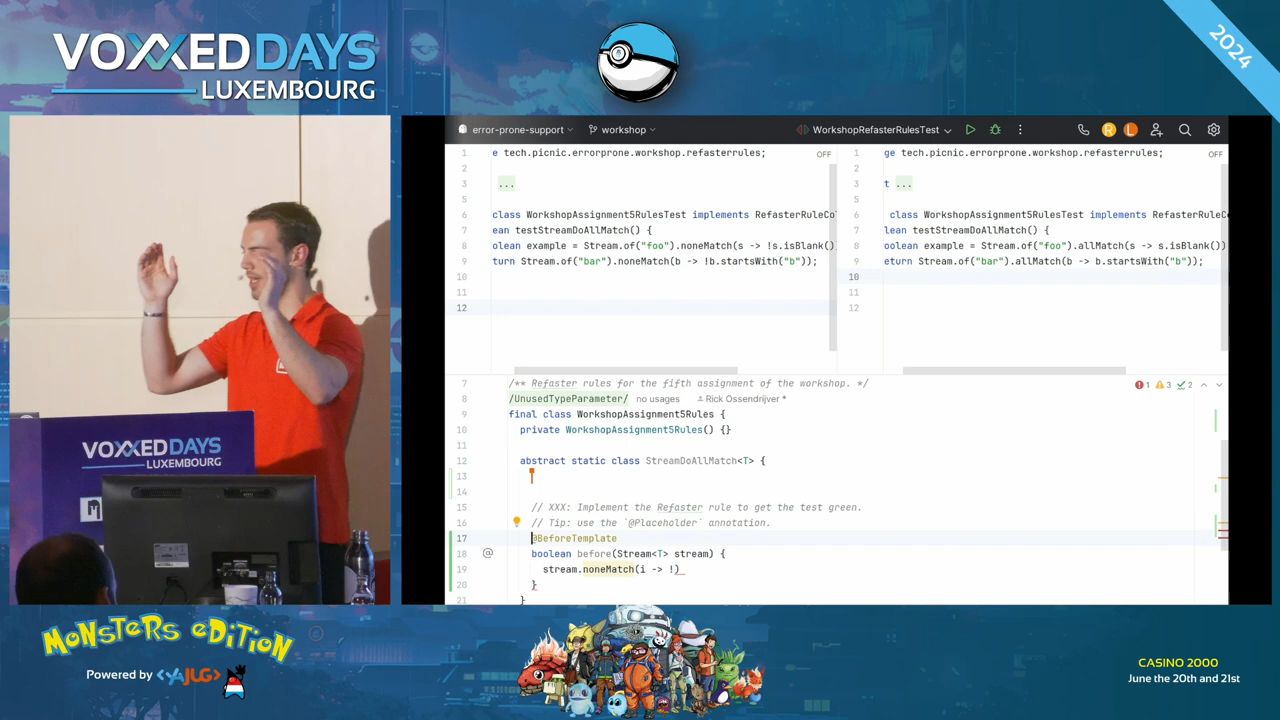 VOXXED DAYS
LUXEMBOURG
2024
error-prone-support
workshop
WorkshopRefasterRulesTest
R
L
1 e tech.picnic.errorprone.workshop.refasterrules;
OFF
2
3 ...
5
6 class WorkshopAssignment5RulesTest implements RefasterRuleCo
7 ean testStreamDoAllMatch() {
8 olean example = Stream.of("foo").noneMatch(s -> !s.isBlank()
9 turn Stream.of("bar").noneMatch(b -> !b.startsWith("b"));
10
11
12
1 ge tech.picnic.errorprone.workshop.refasterrules;
OFF
2
3 t ...
5
6 class WorkshopAssignment5RulesTest implements RefasterRuleC
7 lean testStreamDoAllMatch() {
8 oolean example = Stream.of("foo").allMatch(s -> s.isBlank())
9 eturn Stream.of("bar").allMatch(b -> b.startsWith("b"));
10
11
12
7 /** Refaster rules for the fifth assignment of the workshop. */
1 3 2
8 /UnusedTypeParameter/ no usages Rick Ossendrijver *
9 final class WorkshopAssignment5Rules {
10 private WorkshopAssignment5Rules() {}
11
12 abstract static class StreamDoAllMatch<T> {
13
14
15 // XXX: Implement the Refaster rule to get the test green.
16 // Tip: use the `@Placeholder` annotation.
17 @BeforeTemplate
18 @ boolean before(Stream<T> stream) {
19 stream.noneMatch(i -> !)
20 }
21 }
VOXXED DAYS
LUXEMBOURG
MONSTERS EDITION
Powered by <YAJUG>
CASINO 2000
June the 20th and 21st